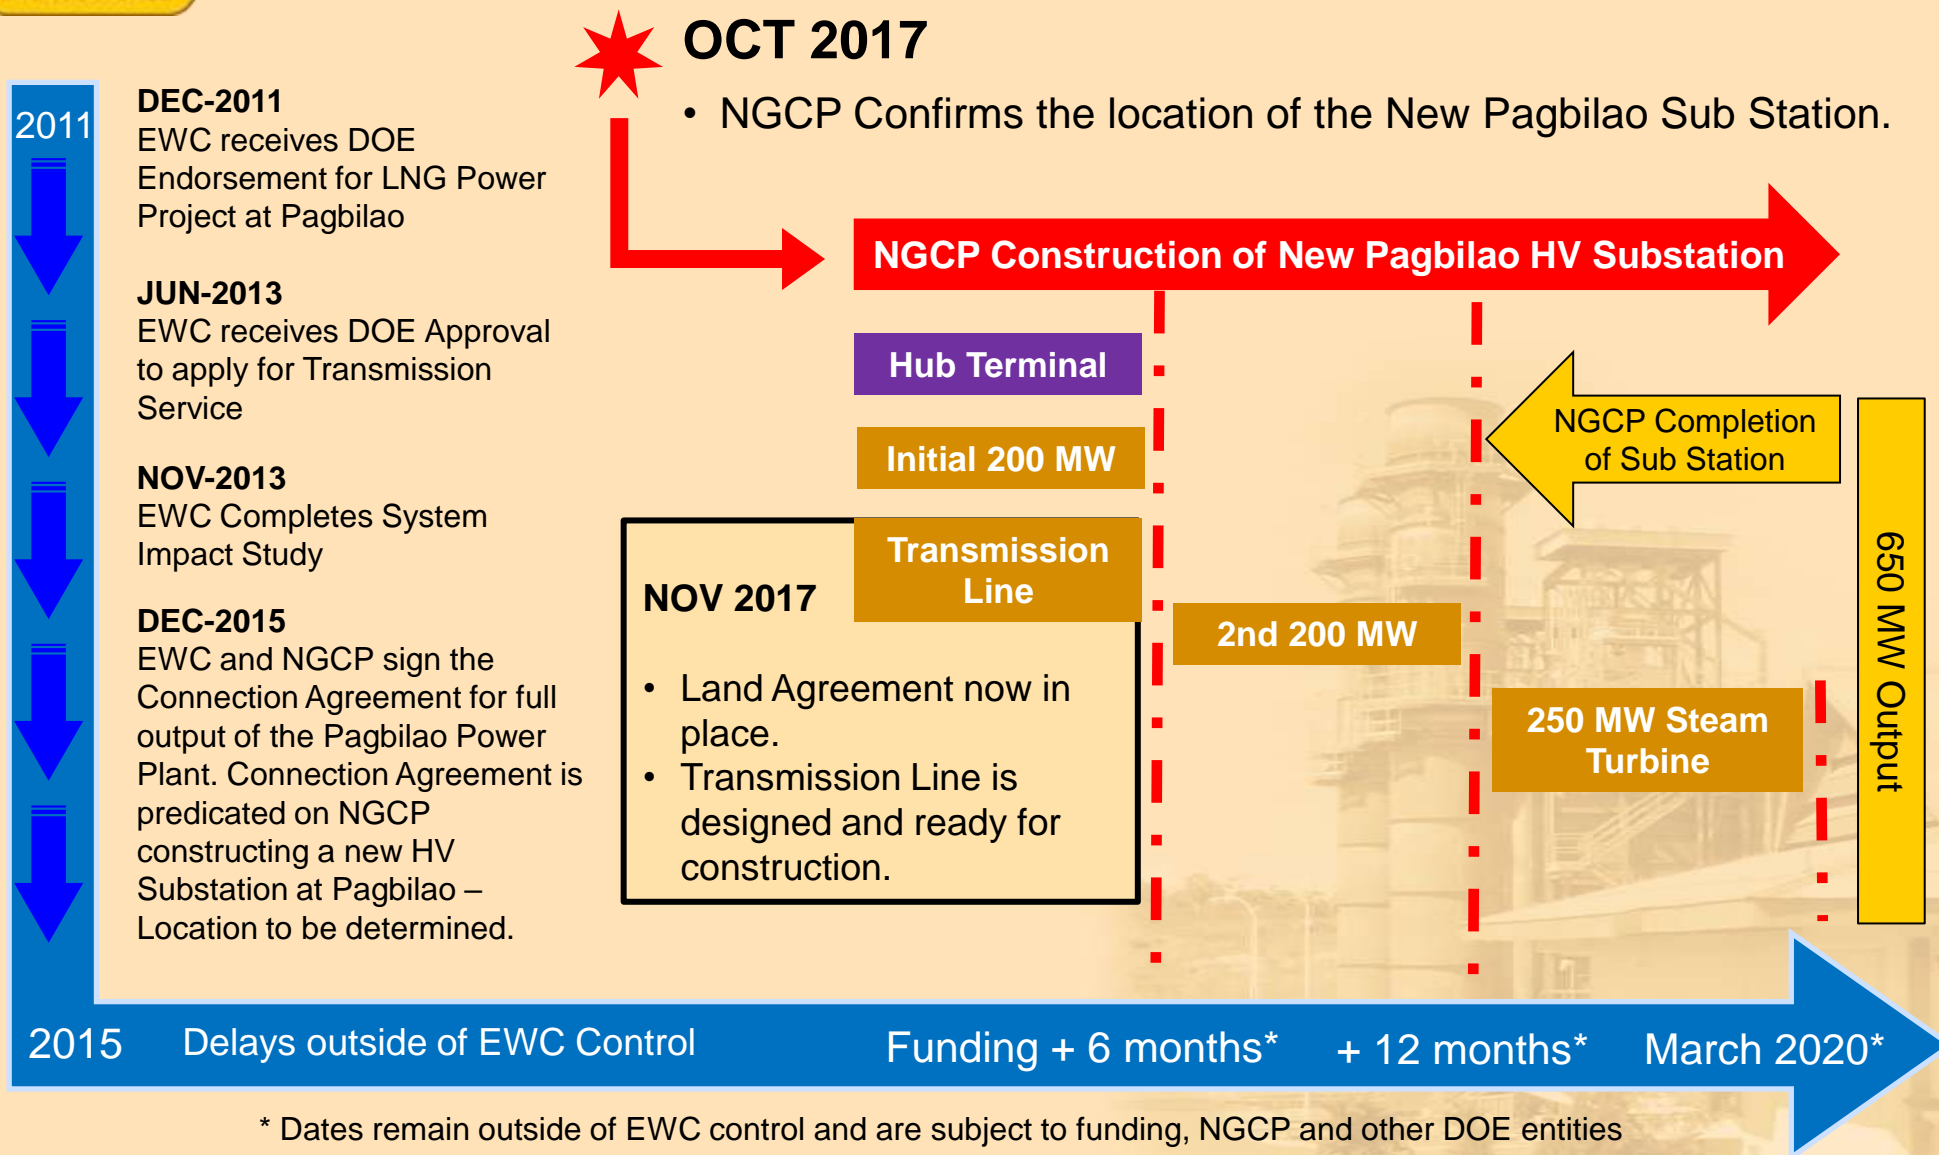 OCT 2017
• NGCP Confirms the location of the New Pagbilao Sub Station.
2011
DEC-2011
EWC receives DOE
Endorsement for LNG Power
Project at Pagbilao
JUN-2013
EWC receives DOE Approval
to apply for Transmission
Service
NOV-2013
EWC Completes System
Impact Study
DEC-2015
EWC and NGCP sign the
Connection Agreement for full
output of the Pagbilao Power
Plant. Connection Agreement is
predicated on NGCP
constructing a new HV
Substation at Pagbilao –
Location to be determined.
NGCP Construction of New Pagbilao HV Substation
Hub Terminal
Initial 200 MW
Transmission
Line
NOV 2017
• Land Agreement now in
place.
• Transmission Line is
designed and ready for
construction.
2nd 200 MW
NGCP Completion
of Sub Station
250 MW Steam
Turbine
650 MW Output
2015
Delays outside of EWC Control
Funding + 6 months*
+ 12 months*
March 2020*
* Dates remain outside of EWC control and are subject to funding, NGCP and other DOE entities